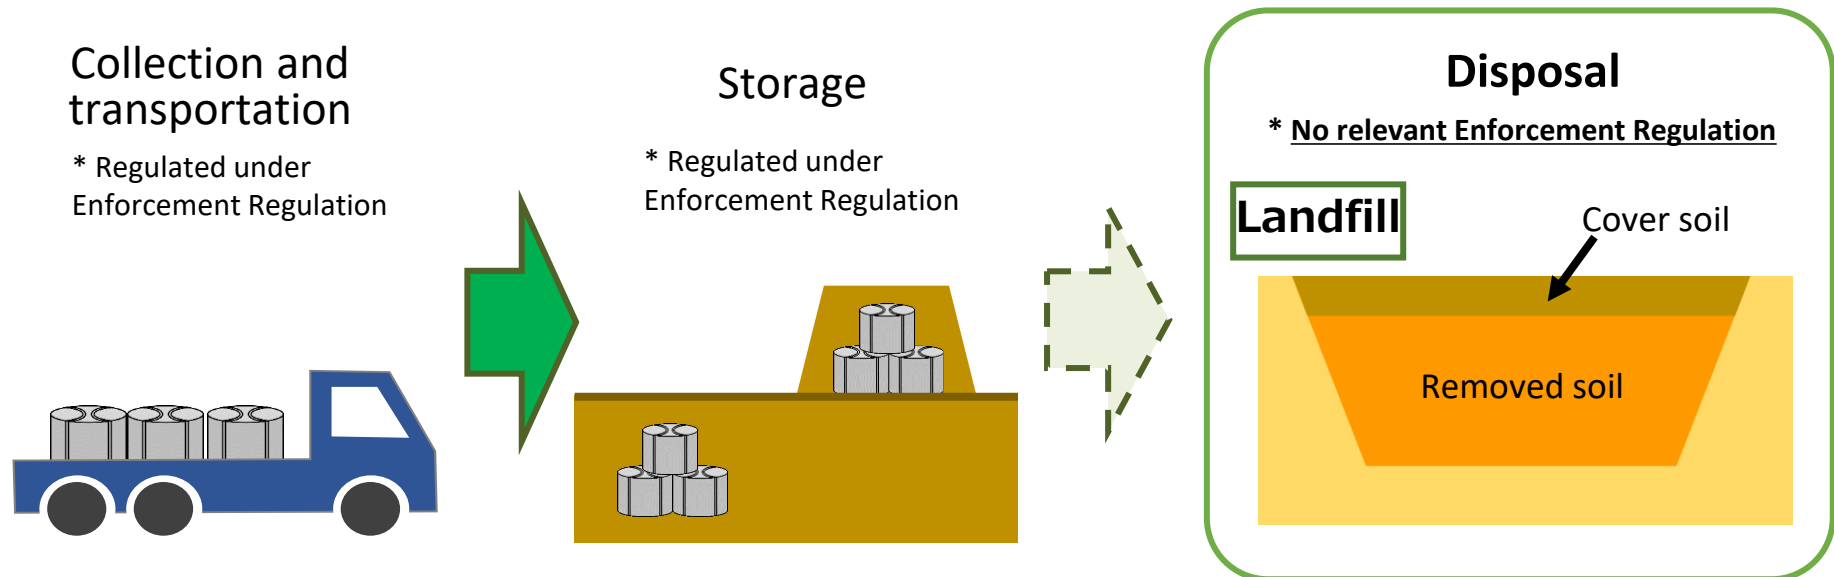 Collection and
transportation
* Regulated under
Enforcement Regulation
Storage
* Regulated under
Enforcement Regulation
Disposal
* No relevant Enforcement Regulation
Landfill
Cover soil
Removed soil